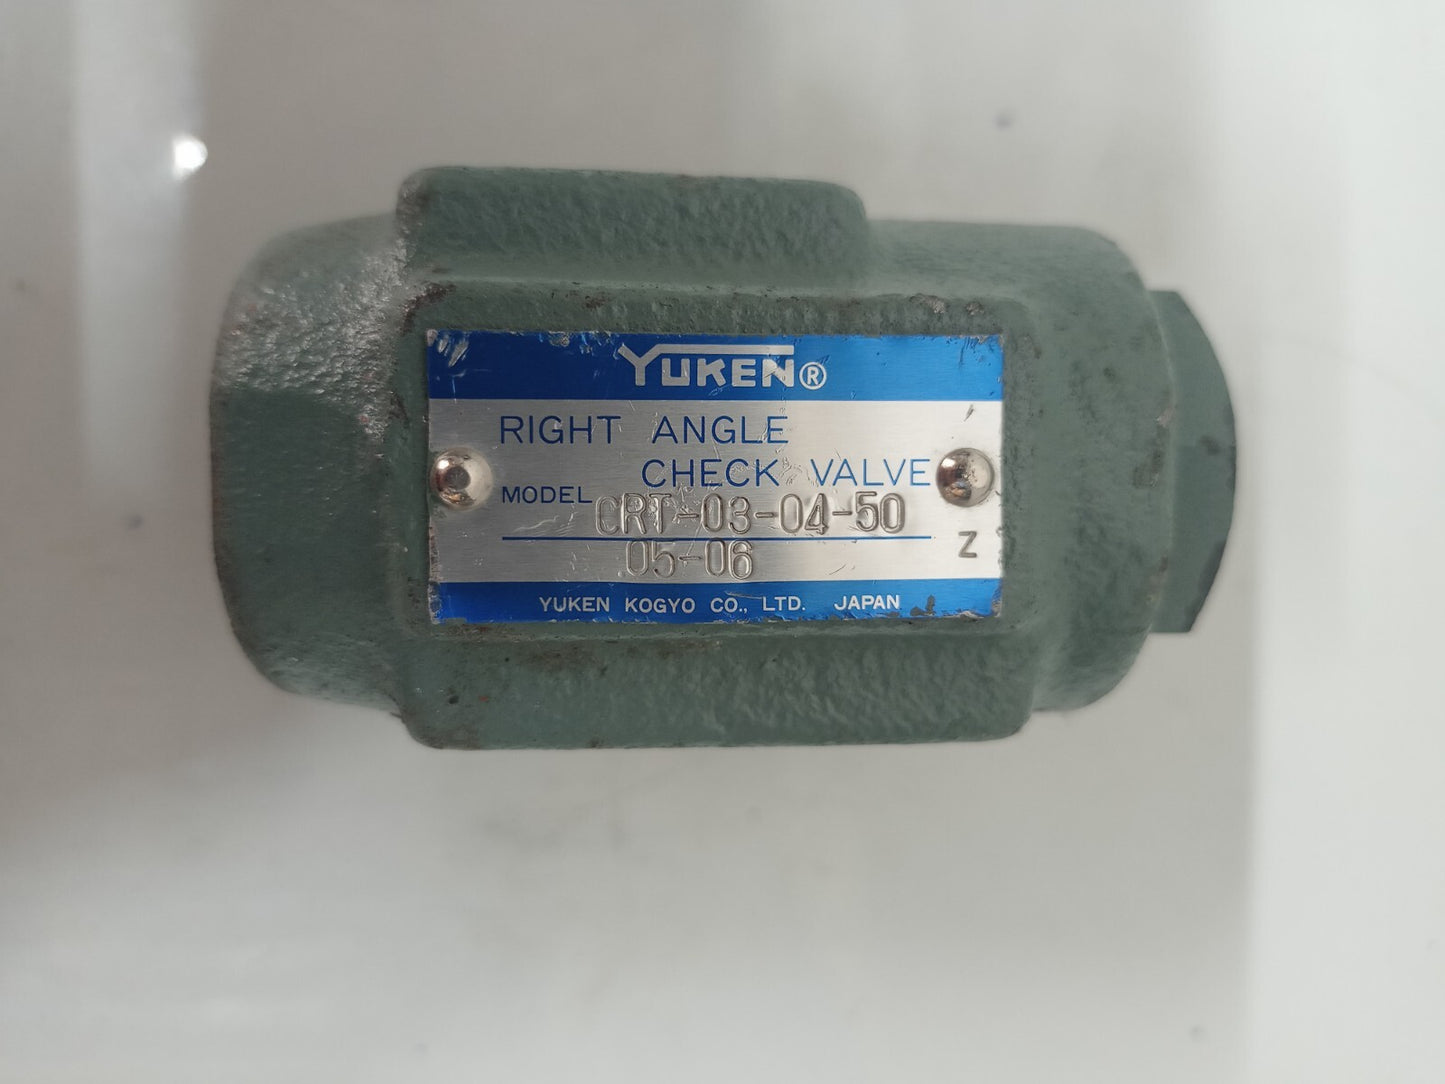 YUKEN®
RIGHT ANGLE
CHECK VALVE
MODEL CRT-03-04-50
05-06 Z
YUKEN KOGYO CO., LTD. JAPAN